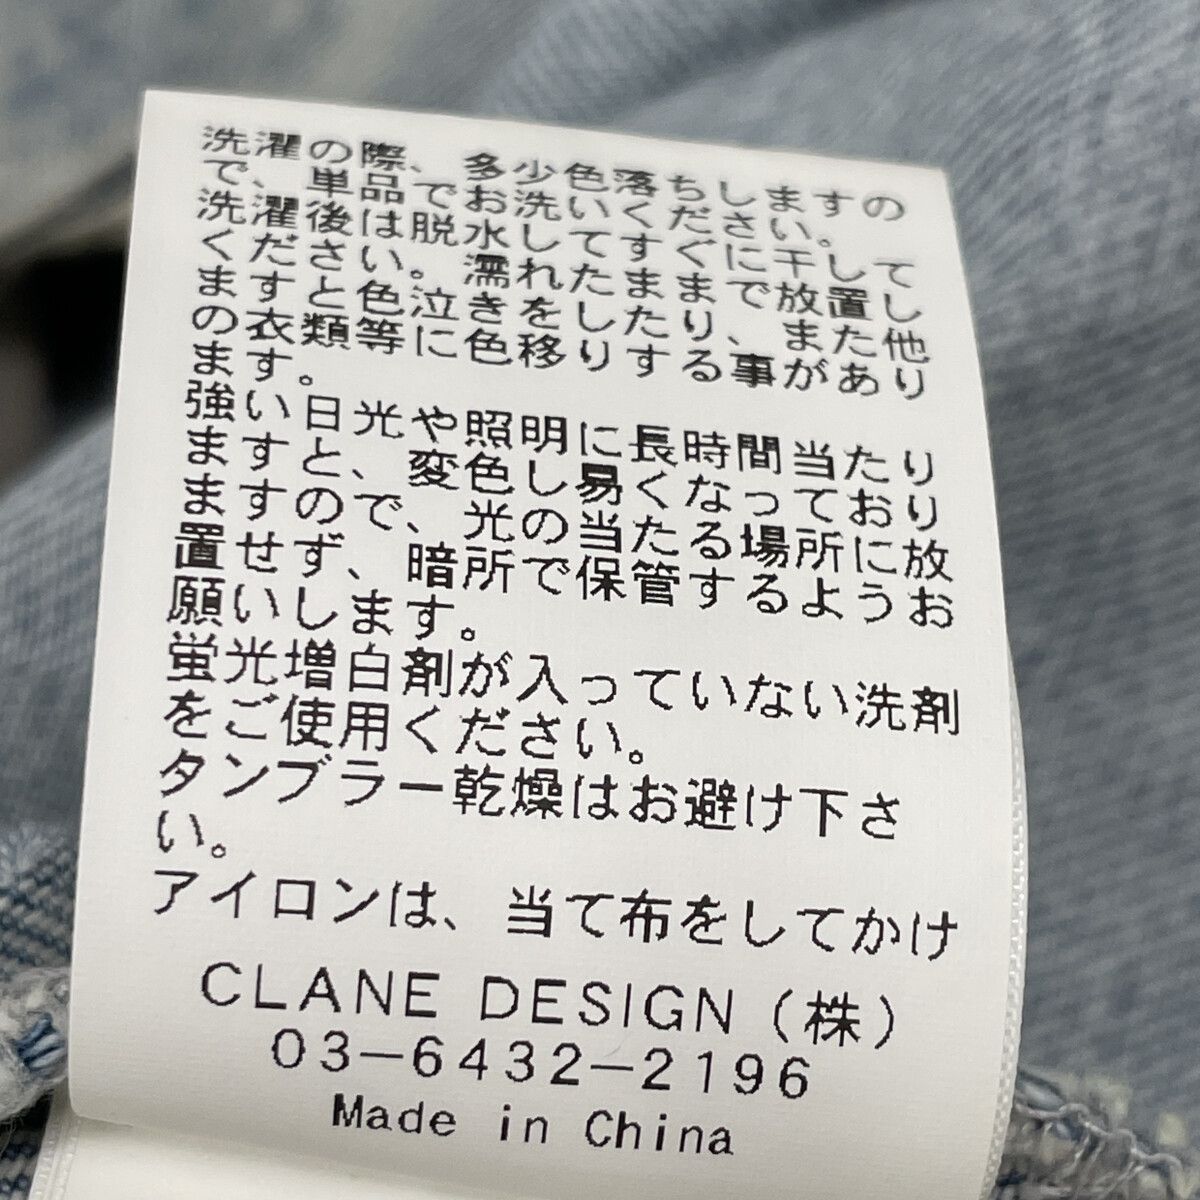 洗濯の際、多少色落ちしますの
で、単品でお洗いください。
洗濯後は脱水してすぐに干して
ください。濡れたままで放置し
ますと色泣きをしたり、また他
の衣類等に色移りする事があり
ます。
強い日光や照明に長時間当たり
ますと、変色し易くなっており
ますので、光の当たる場所に放
置せず、暗所で保管するようお
願いします。
蛍光増白剤が入っていない洗剤
をご使用ください。
タンブラー乾燥はお避け下さ
い。
アイロンは、当て布をしてかけ
CLANE DESIGN (株)
03-6432-2196
Made in China